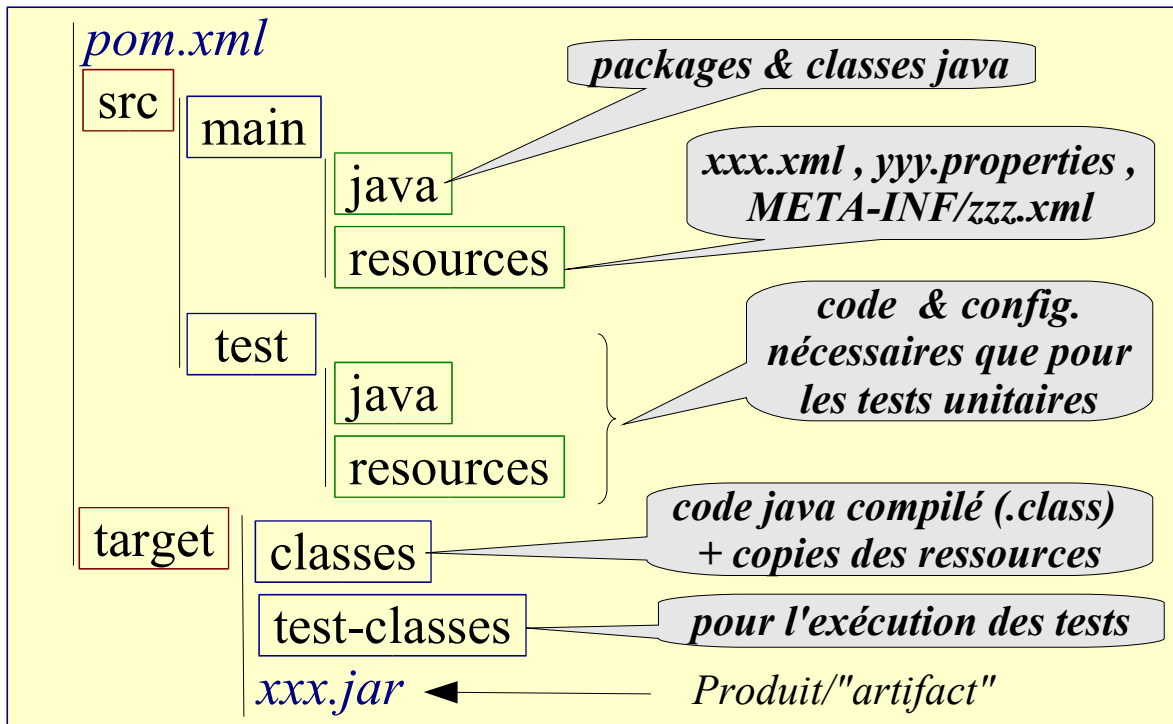 pom.xml
src
packages & classes java
main
java
xxx.xml , yyy.properties ,
META-INF/zzz.xml
resources
test
code & config.
nécessaires que pour
les tests unitaires
java
resources
target
classes
code java compilé (.class)
+ copies des ressources
test-classes
pour l'exécution des tests
xxx.jar
Produit/"artifact"